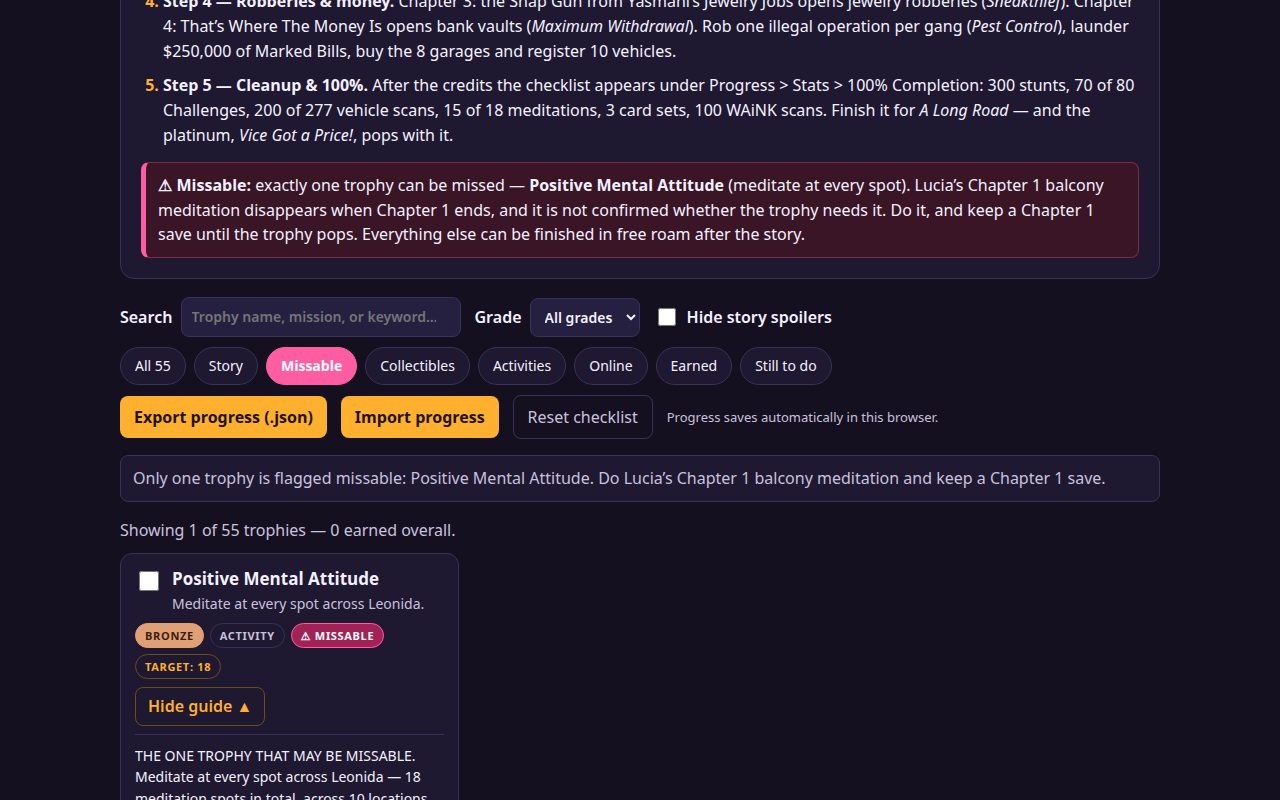 4. Step 4 — Robberies & money. Chapter 3: the Snap Gun from Yasmani's Jewelry Jobs opens jewelry robberies (Sneakthief). Chapter
4: That’s Where The Money Is opens bank vaults (Maximum Withdrawal). Rob one illegal operation per gang (Pest Control), launder
$250,000 of Marked Bills, buy the 8 garages and register 10 vehicles.
5. Step 5 — Cleanup & 100%. After the credits the checklist appears under Progress > Stats > 100% Completion: 300 stunts, 70 of 80
Challenges, 200 of 277 vehicle scans, 15 of 18 meditations, 3 card sets, 100 WAiNK scans. Finish it for A Long Road — and the
platinum, Vice Got a Price!, pops with it.
⚠ Missable: exactly one trophy can be missed — Positive Mental Attitude (meditate at every spot). Lucia’s Chapter 1 balcony
meditation disappears when Chapter 1 ends, and it is not confirmed whether the trophy needs it. Do it, and keep a Chapter 1
save until the trophy pops. Everything else can be finished in free roam after the story.
Search Trophy name, mission, or keyword... Grade All grades Hide story spoilers
All 55 Story Missable Collectibles Activities Online Earned Still to do
Export progress (.json) Import progress Reset checklist Progress saves automatically in this browser.
Only one trophy is flagged missable: Positive Mental Attitude. Do Lucia’s Chapter 1 balcony meditation and keep a Chapter 1 save.
Showing 1 of 55 trophies — 0 earned overall.
Positive Mental Attitude
Meditate at every spot across Leonida.
BRONZE ACTIVITY ⚠ MISSABLE
TARGET: 18
Hide guide ▲
THE ONE TROPHY THAT MAY BE MISSABLE.
Meditate at every spot across Leonida — 18
meditation spots in total, across 10 locations